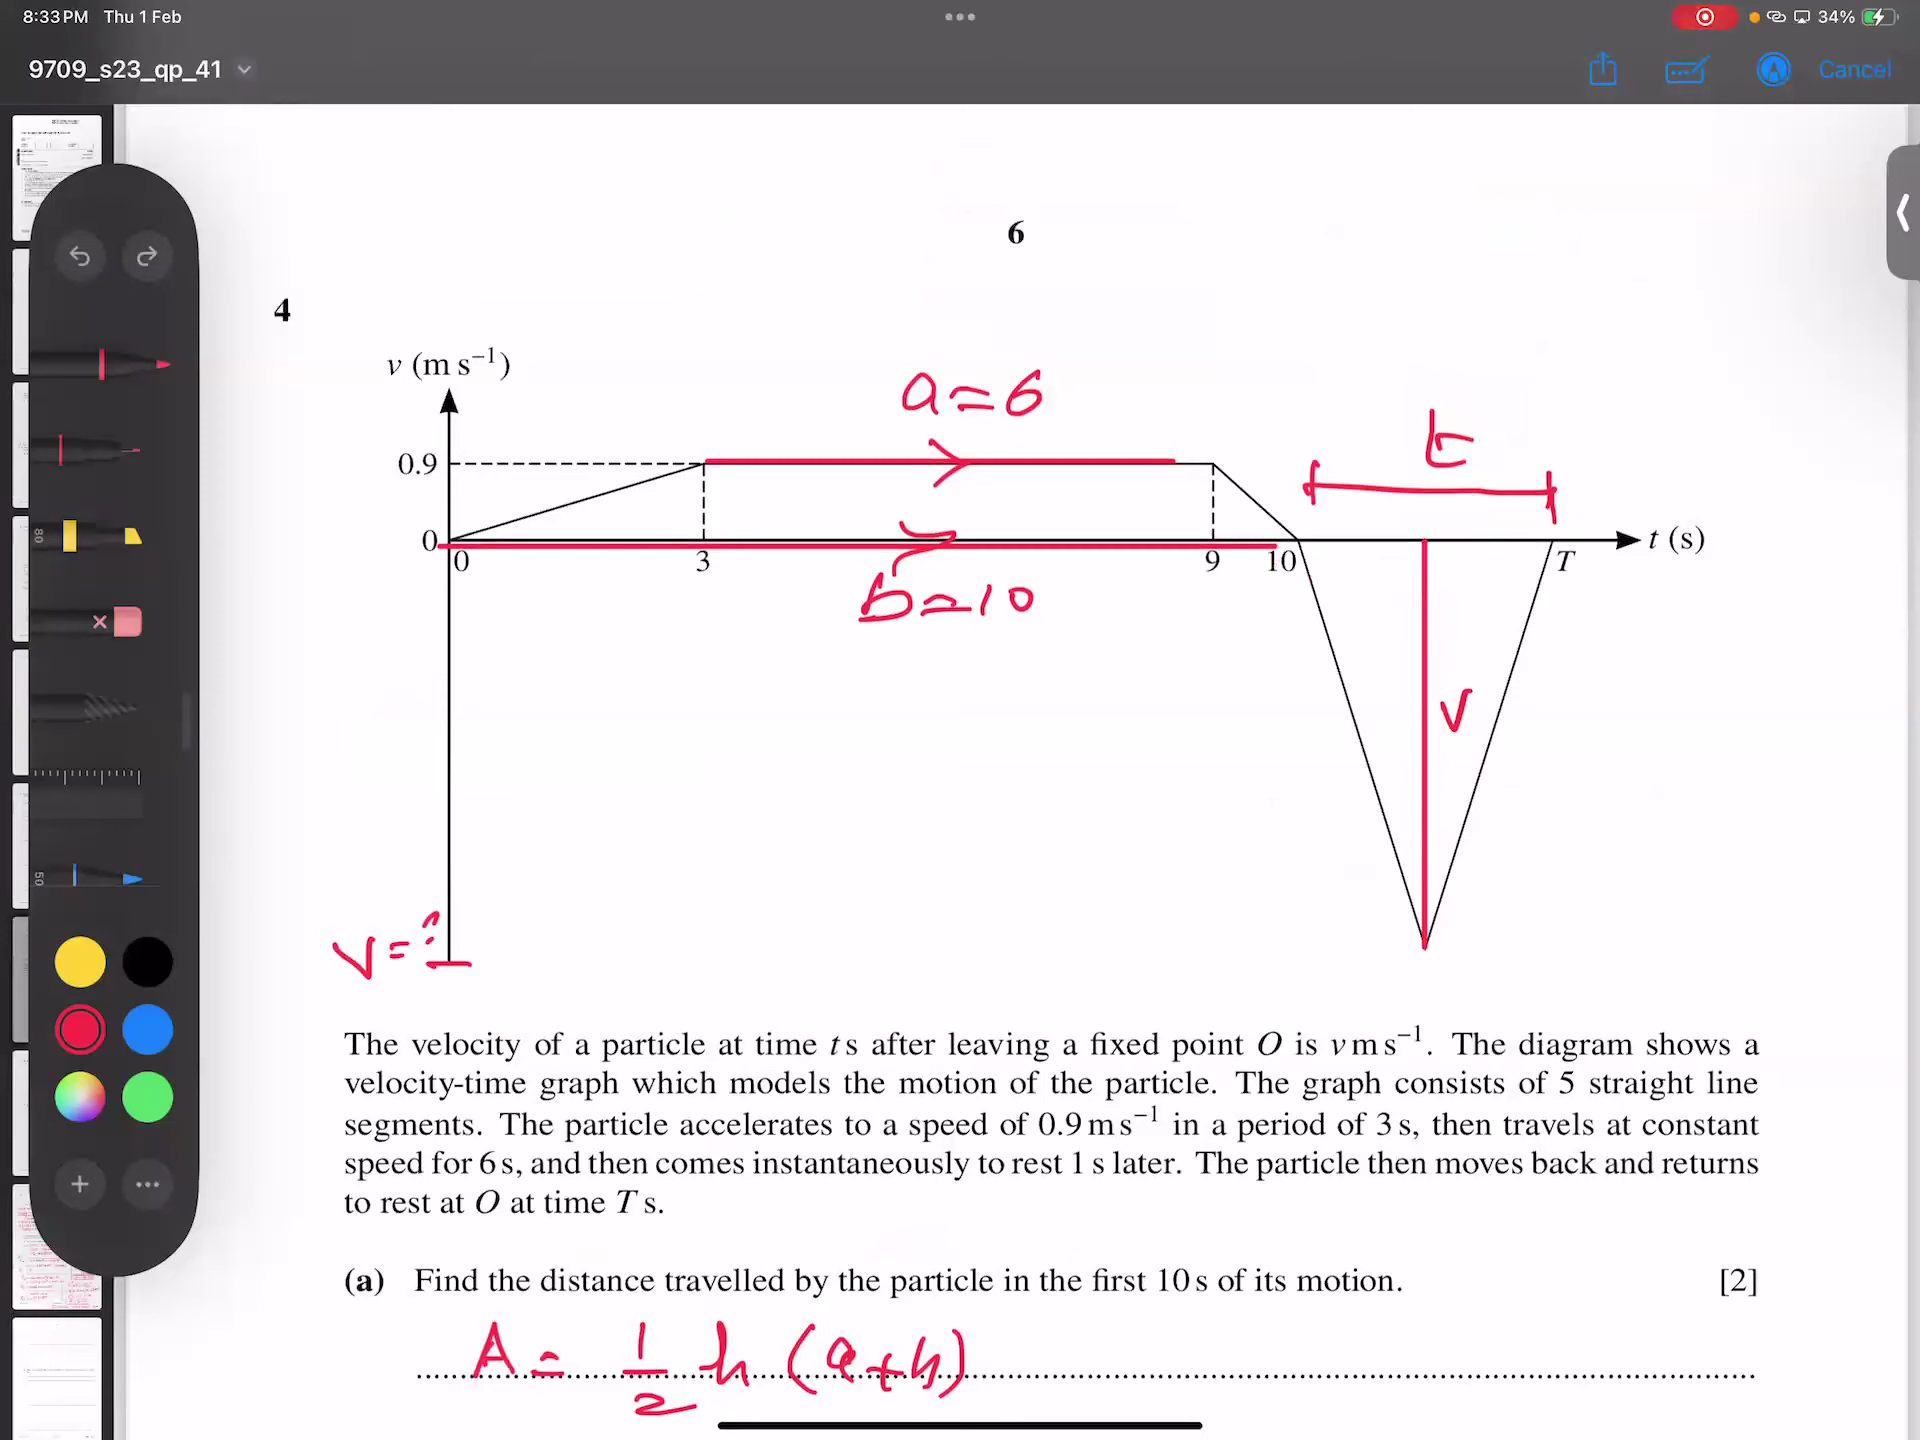 8:33 PM Thu 1 Feb
34%
9709_s23_qp_41
Cancel
6
4
v (m s⁻¹)
a = 6
t
0.9
0
t (s)
0
3
9
10
T
b = 10
v
v = ?
The velocity of a particle at time t s after leaving a fixed point O is v m s⁻¹. The diagram shows a
velocity-time graph which models the motion of the particle. The graph consists of 5 straight line
segments. The particle accelerates to a speed of 0.9 m s⁻¹ in a period of 3 s, then travels at constant
speed for 6 s, and then comes instantaneously to rest 1 s later. The particle then moves back and returns
to rest at O at time T s.
(a) Find the distance travelled by the particle in the first 10 s of its motion. [2]
A = 1/2 h (a+b)
80
50